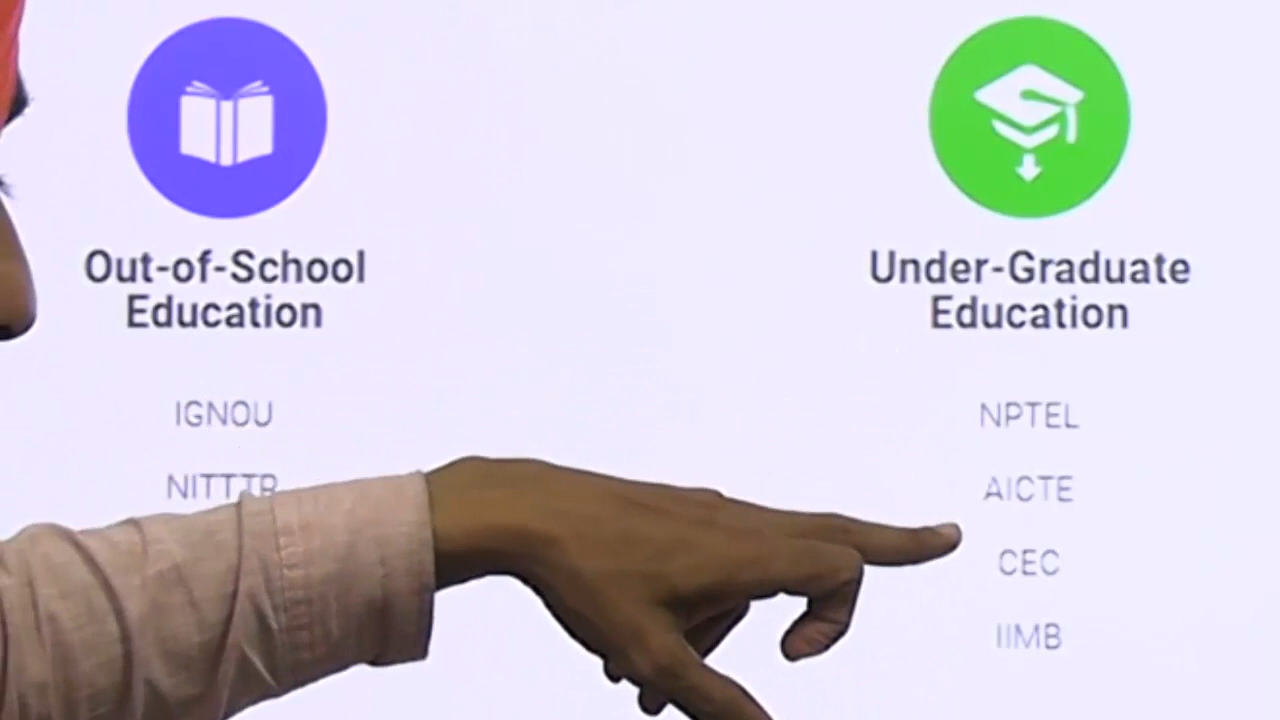 Out-of-School
Education
IGNOU
NITTTR
Under-Graduate
Education
NPTEL
AICTE
CEC
IIMB